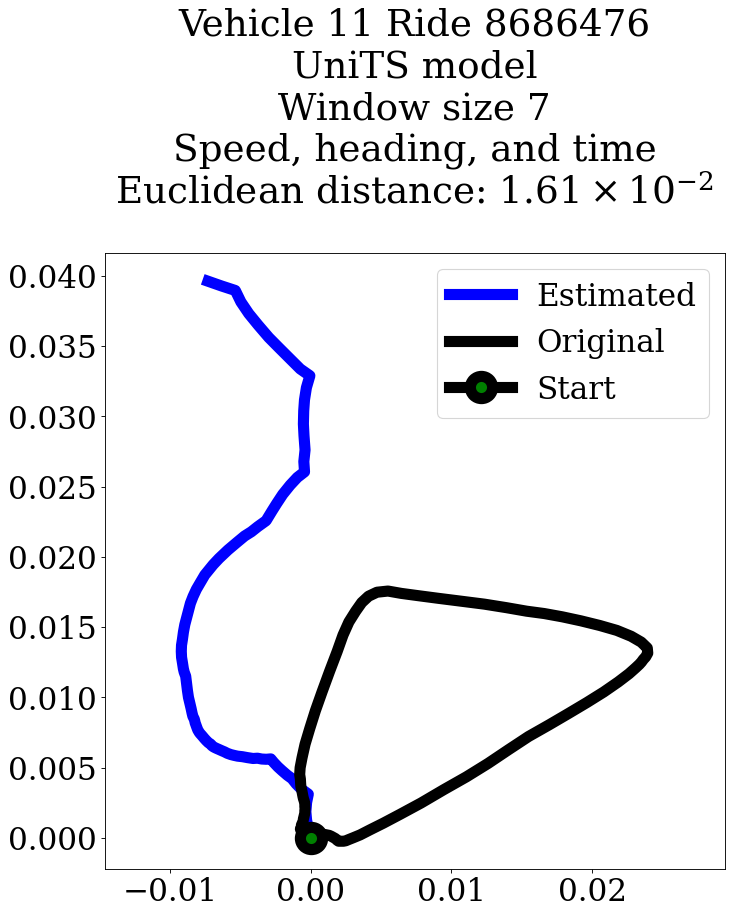 Vehicle 11 Ride 8686476
UniTS model
Window size 7
Speed, heading, and time
Euclidean distance: 1.61 × 10⁻²
Estimated
Original
Start
0.040
0.035
0.030
0.025
0.020
0.015
0.010
0.005
0.000
−0.01 0.00 0.01 0.02